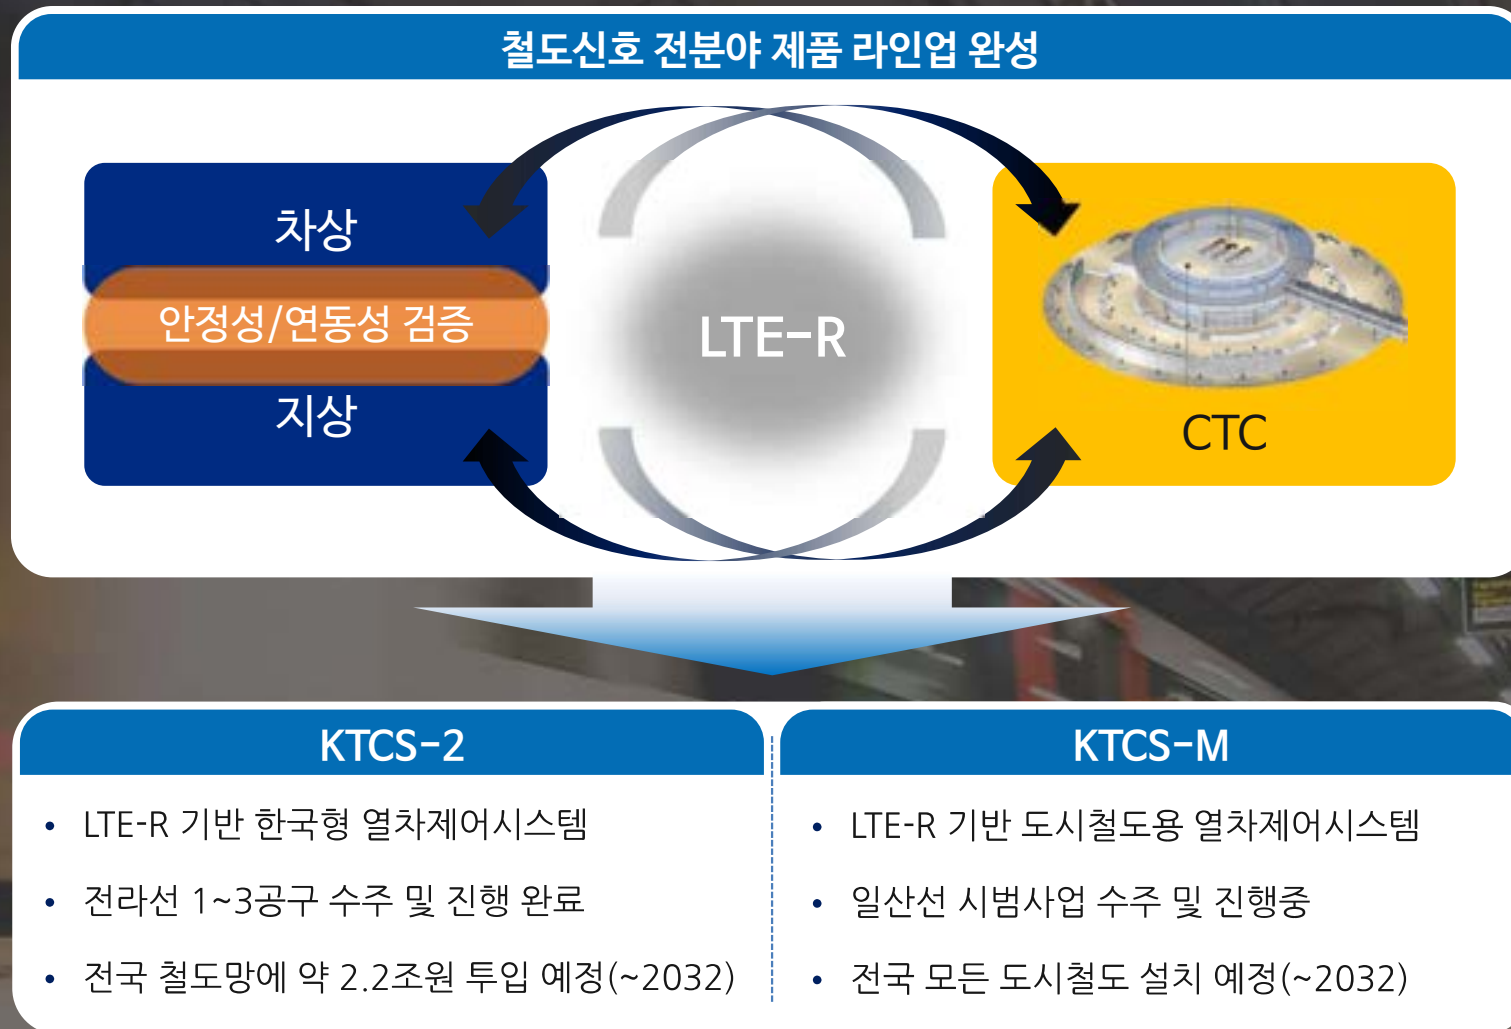 철도신호 전분야 제품 라인업 완성
차상
안정성/연동성 검증
지상
LTE-R
CTC
KTCS-2
• LTE-R 기반 한국형 열차제어시스템
• 전라선 1~3공구 수주 및 진행 완료
• 전국 철도망에 약 2.2조원 투입 예정(~2032)
KTCS-M
• LTE-R 기반 도시철도용 열차제어시스템
• 일산선 시범사업 수주 및 진행중
• 전국 모든 도시철도 설치 예정(~2032)